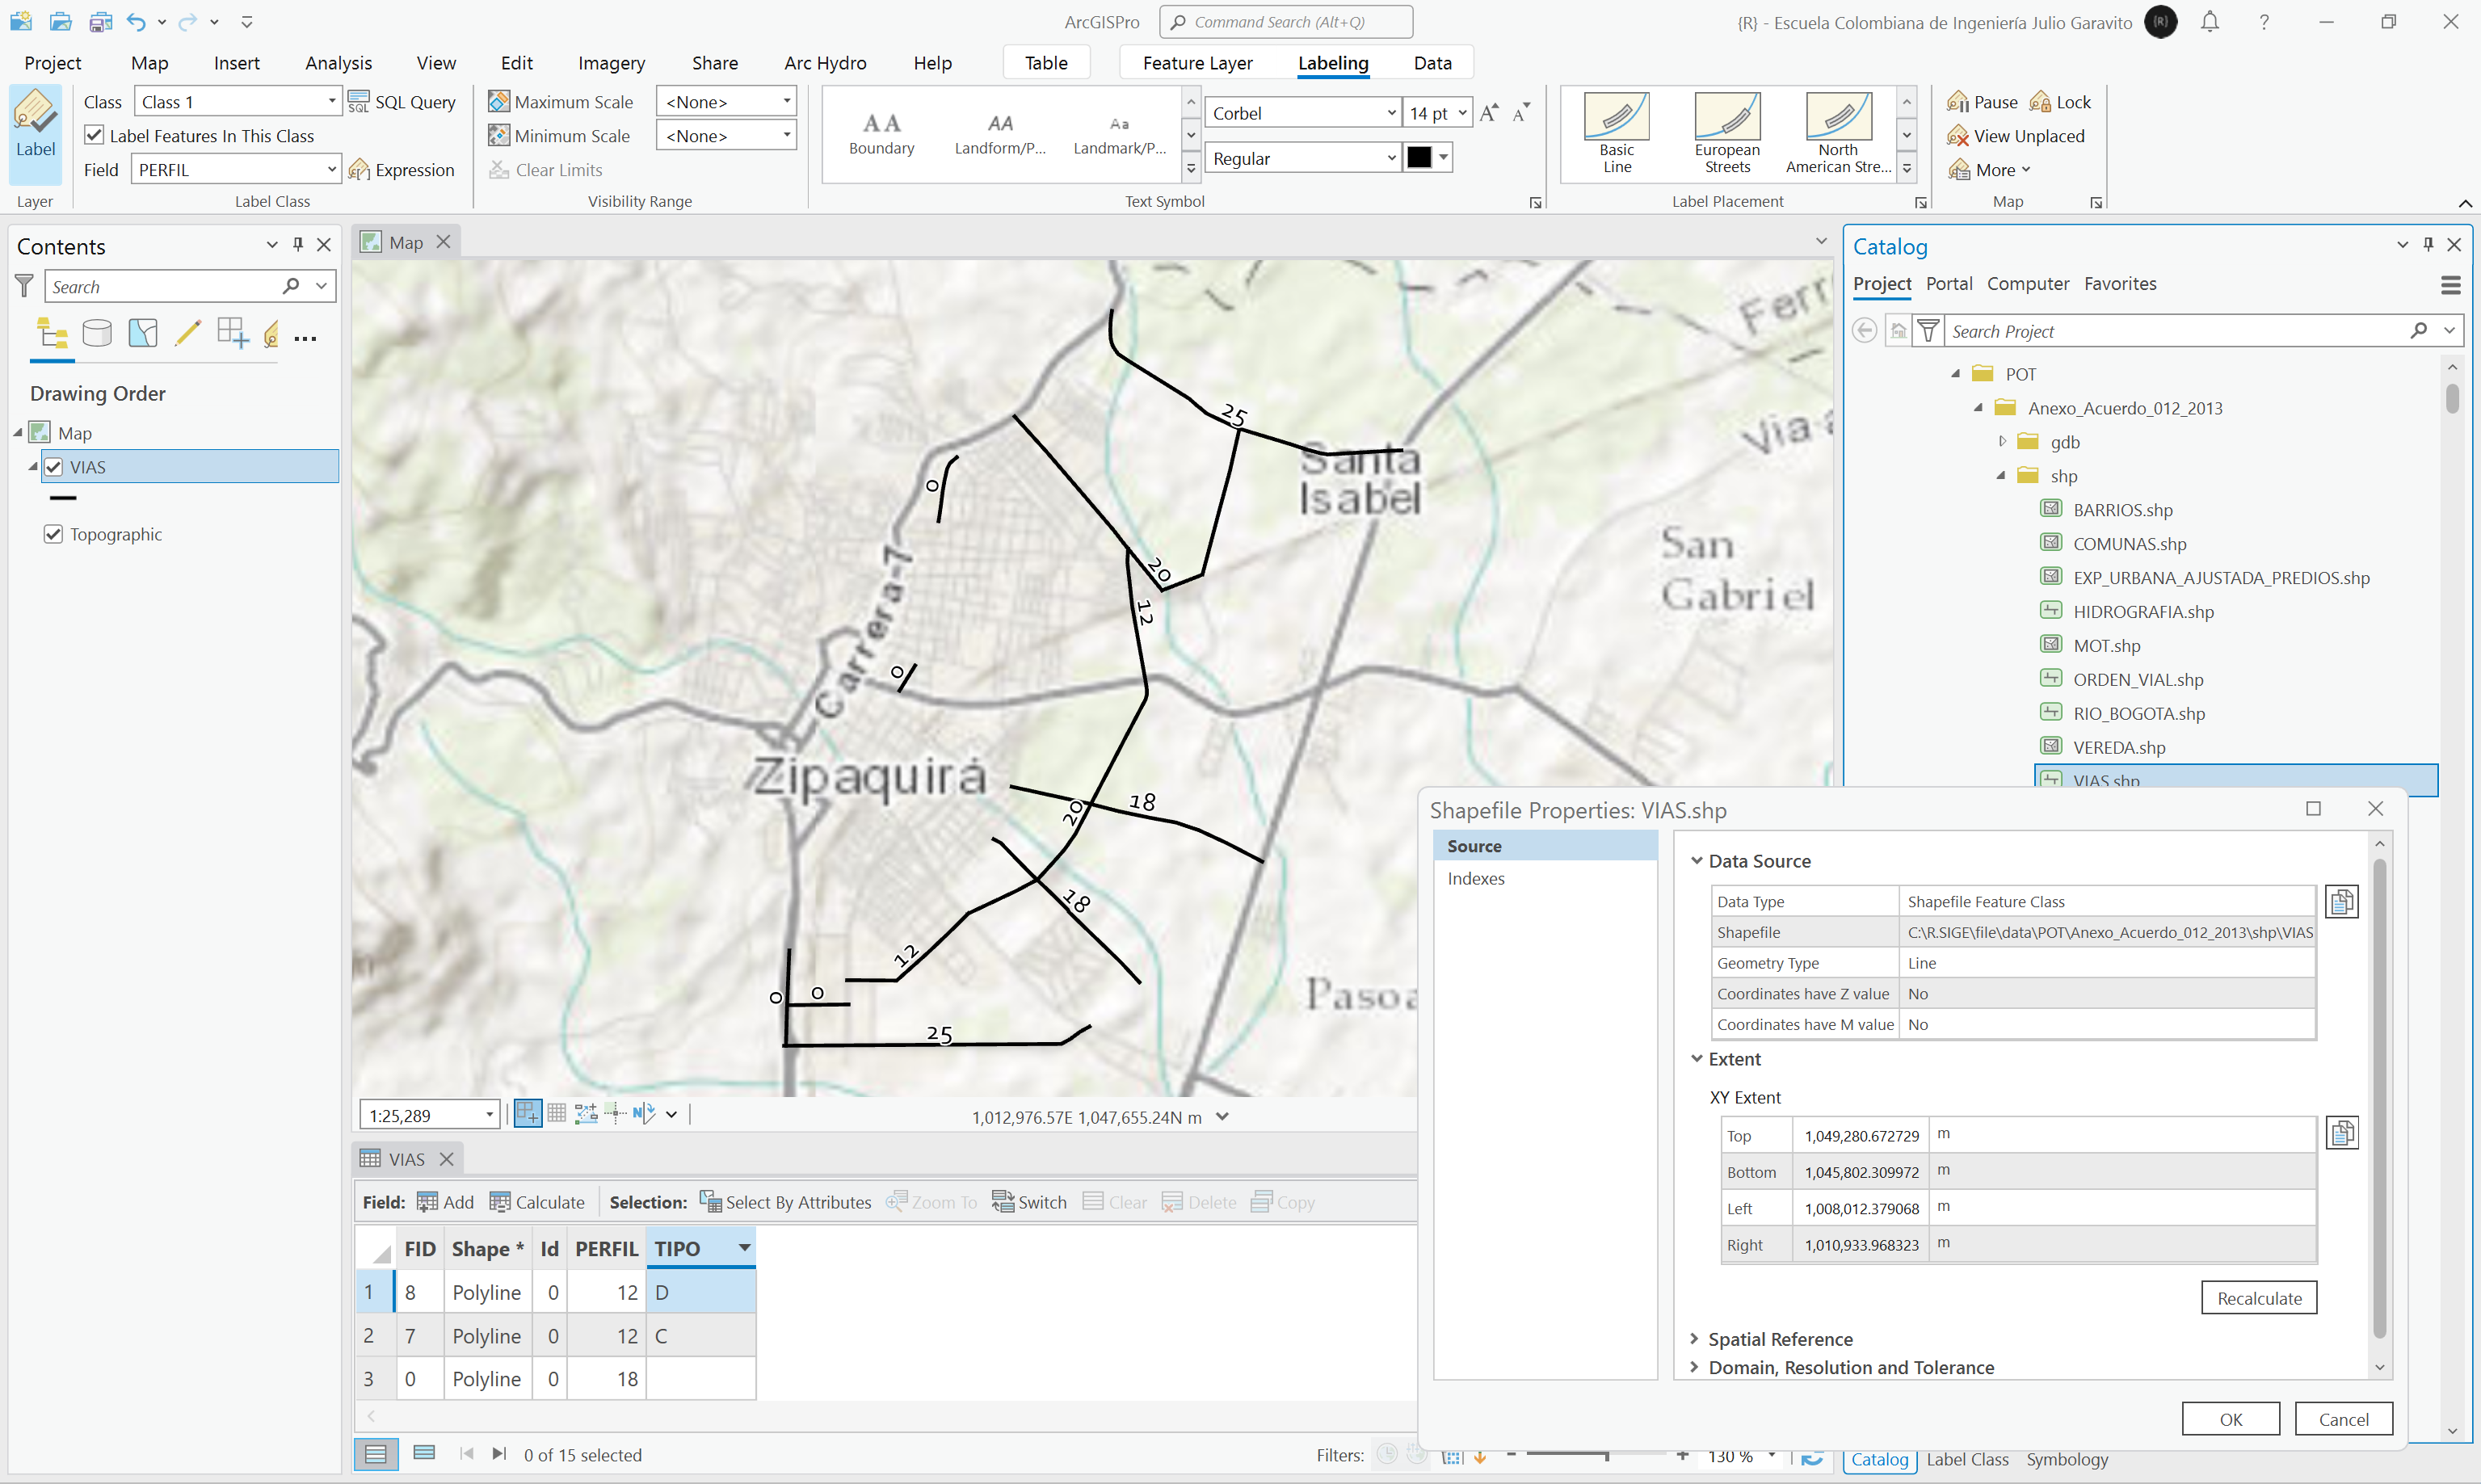 ArcGISPro
Command Search (Alt+Q)
{R} - Escuela Colombiana de Ingeniería Julio Garavito
{R}
Project Map Insert Analysis View Edit Imagery Share Arc Hydro Help Table Feature Layer Labeling Data
Label
Layer
Class Class 1 SQL Query
Label Features In This Class
Field PERFIL Expression
Label Class
Maximum Scale <None>
Minimum Scale <None>
Clear Limits
Visibility Range
AA AA Aa
Boundary Landform/P... Landmark/P...
Corbel 14 pt
Regular
Text Symbol
Basic Line
European Streets
North American Stre...
Label Placement
Pause Lock
View Unplaced
More
Map
Contents
Search
Drawing Order
Map
VIAS
Topographic
Map
Ferr
Via a
25
Santa
Isabel
0
Carrera-7
20
12
San
Gabriel
0
Zipaquirá
18
20
18
12
0
0
Paso
25
1:25,289
1,012,976.57E 1,047,655.24N m
VIAS
Field: Add Calculate Selection: Select By Attributes Zoom To Switch Clear Delete Copy
FID Shape * Id PERFIL TIPO
1 8 Polyline 0 12 D
2 7 Polyline 0 12 C
3 0 Polyline 0 18
0 of 15 selected
Filters:
130 %
Catalog
Project Portal Computer Favorites
Search Project
POT
Anexo_Acuerdo_012_2013
gdb
shp
BARRIOS.shp
COMUNAS.shp
EXP_URBANA_AJUSTADA_PREDIOS.shp
HIDROGRAFIA.shp
MOT.shp
ORDEN_VIAL.shp
RIO_BOGOTA.shp
VEREDA.shp
VIAS.shp
Shapefile Properties: VIAS.shp
Source
Indexes
Data Source
Data Type Shapefile Feature Class
Shapefile C:\R.SIGE\file\data\POT\Anexo_Acuerdo_012_2013\shp\VIAS
Geometry Type Line
Coordinates have Z value No
Coordinates have M value No
Extent
XY Extent
Top 1,049,280.672729 m
Bottom 1,045,802.309972 m
Left 1,008,012.379068 m
Right 1,010,933.968323 m
Recalculate
Spatial Reference
Domain, Resolution and Tolerance
OK Cancel
Catalog Label Class Symbology